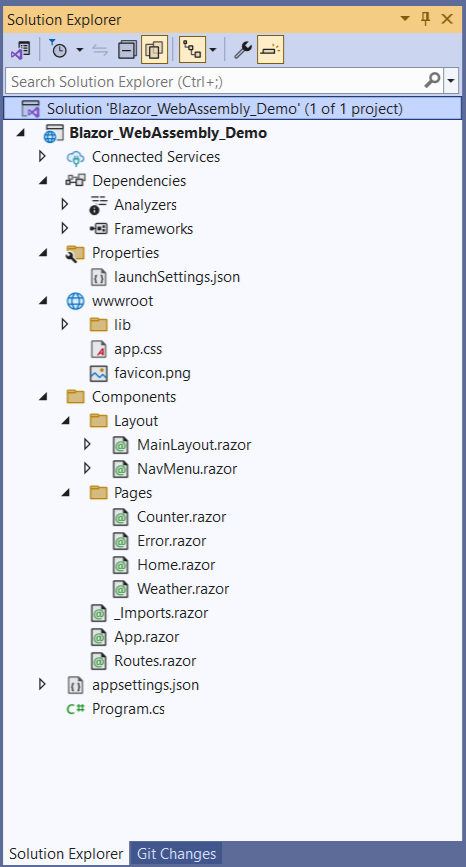 Solution Explorer
Search Solution Explorer (Ctrl+;)
Solution 'Blazor_WebAssembly_Demo' (1 of 1 project)
Blazor_WebAssembly_Demo
Connected Services
Dependencies
Analyzers
Frameworks
Properties
launchSettings.json
wwwroot
lib
app.css
favicon.png
Components
Layout
MainLayout.razor
NavMenu.razor
Pages
Counter.razor
Error.razor
Home.razor
Weather.razor
_Imports.razor
App.razor
Routes.razor
appsettings.json
C# Program.cs
Solution Explorer Git Changes